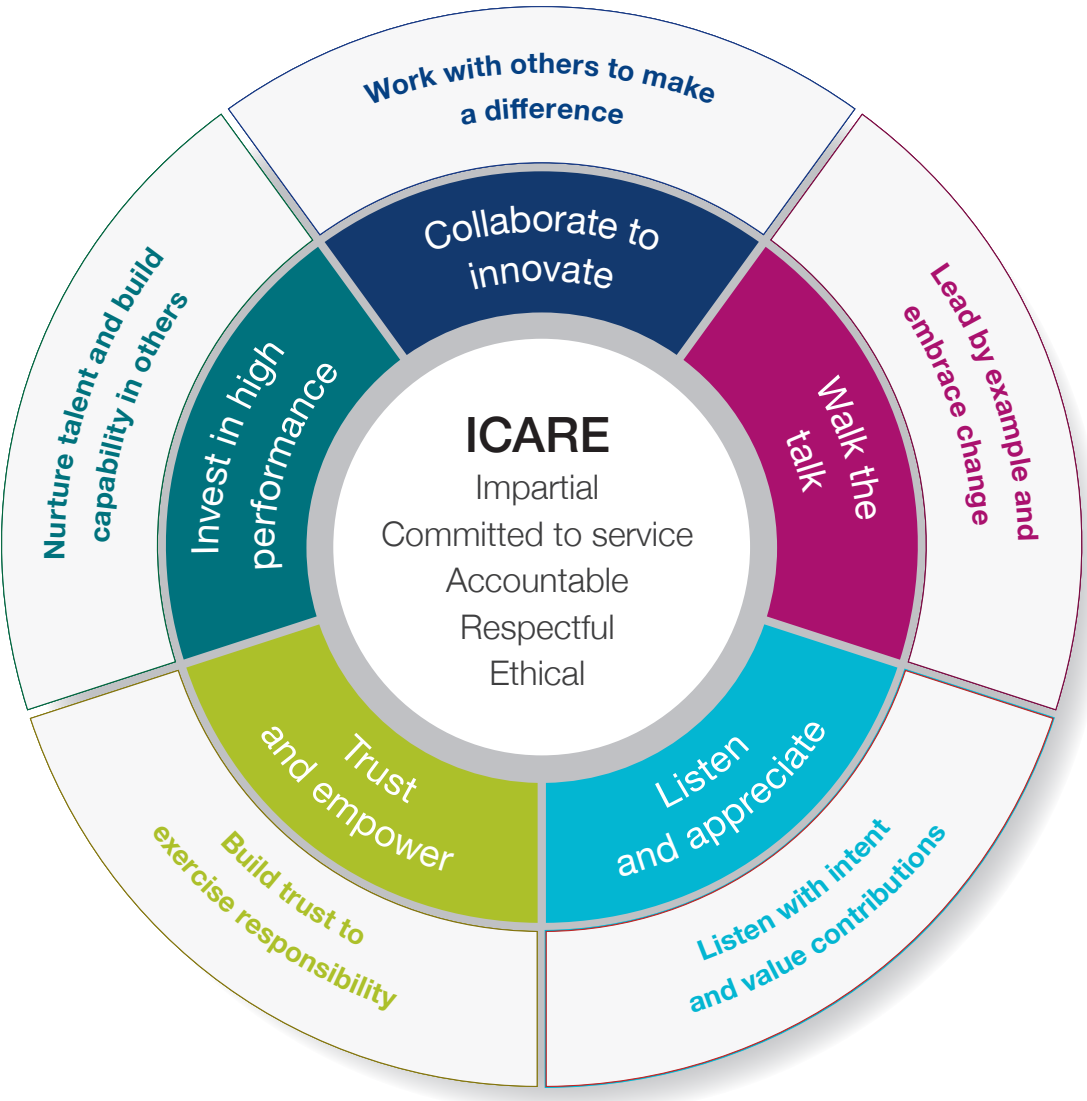 Work with others to make
a difference
Collaborate to
innovate
Lead by example and
embrace change
Walk the
talk
Listen
and appreciate
Listen with intent
and value contributions
Trust
and empower
Build trust to
exercise responsibility
Nurture talent and build
capability in others
Invest in high
performance
ICARE
Impartial
Committed to service
Accountable
Respectful
Ethical